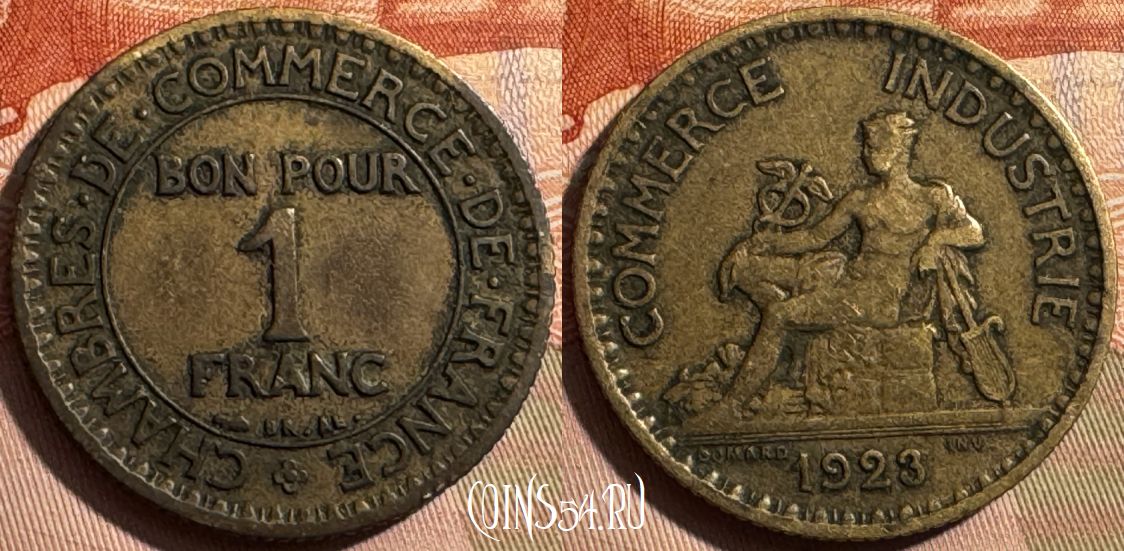 CHAMBRES·DE·COMMERCE·DE·FRANCE
BON POUR
1
FRANC
COMMERCE INDUSTRIE
DOMARD INV.
1923
COINS54.RU